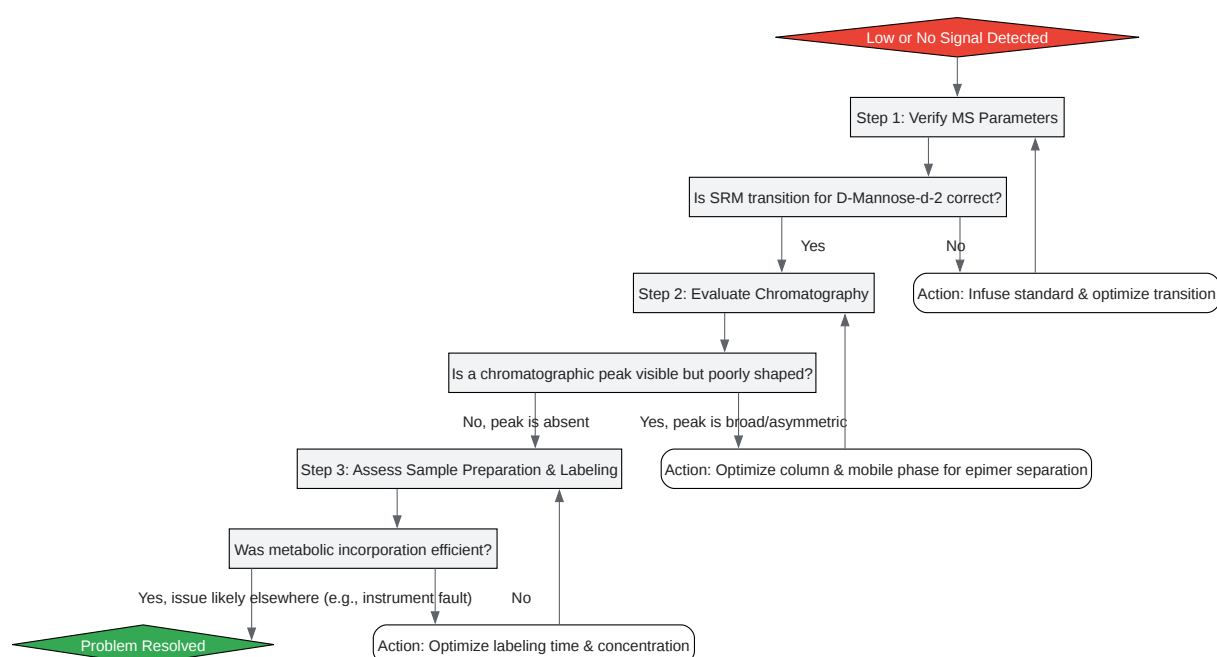 Low or No Signal Detected
Step 1: Verify MS Parameters
Is SRM transition for D-Mannose-d-2 correct?
Yes
No
Step 2: Evaluate Chromatography
Action: Infuse standard & optimize transition
Is a chromatographic peak visible but poorly shaped?
No, peak is absent
Yes, peak is broad/asymmetric
Step 3: Assess Sample Preparation & Labeling
Action: Optimize column & mobile phase for epimer separation
Was metabolic incorporation efficient?
Yes, issue likely elsewhere (e.g., instrument fault)
No
Problem Resolved
Action: Optimize labeling time & concentration